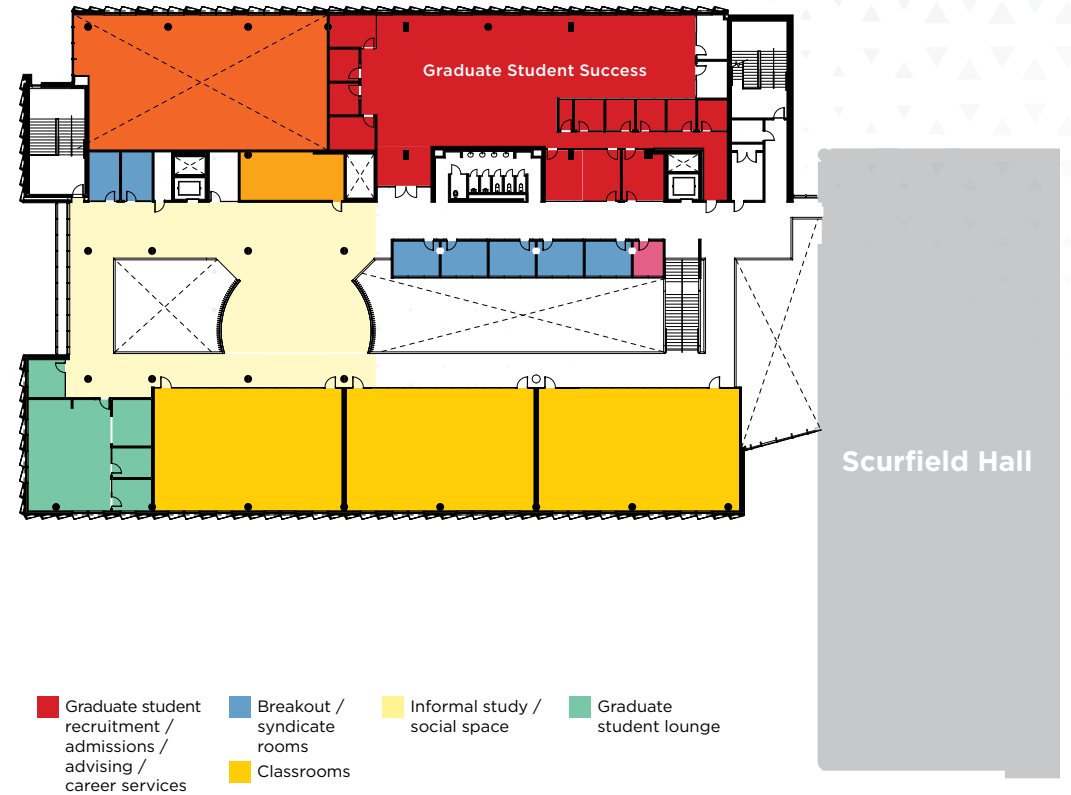 Graduate Student Success
Scurfield Hall
Graduate student
recruitment /
admissions /
advising /
career services
Breakout /
syndicate
rooms
Classrooms
Informal study /
social space
Graduate
student lounge